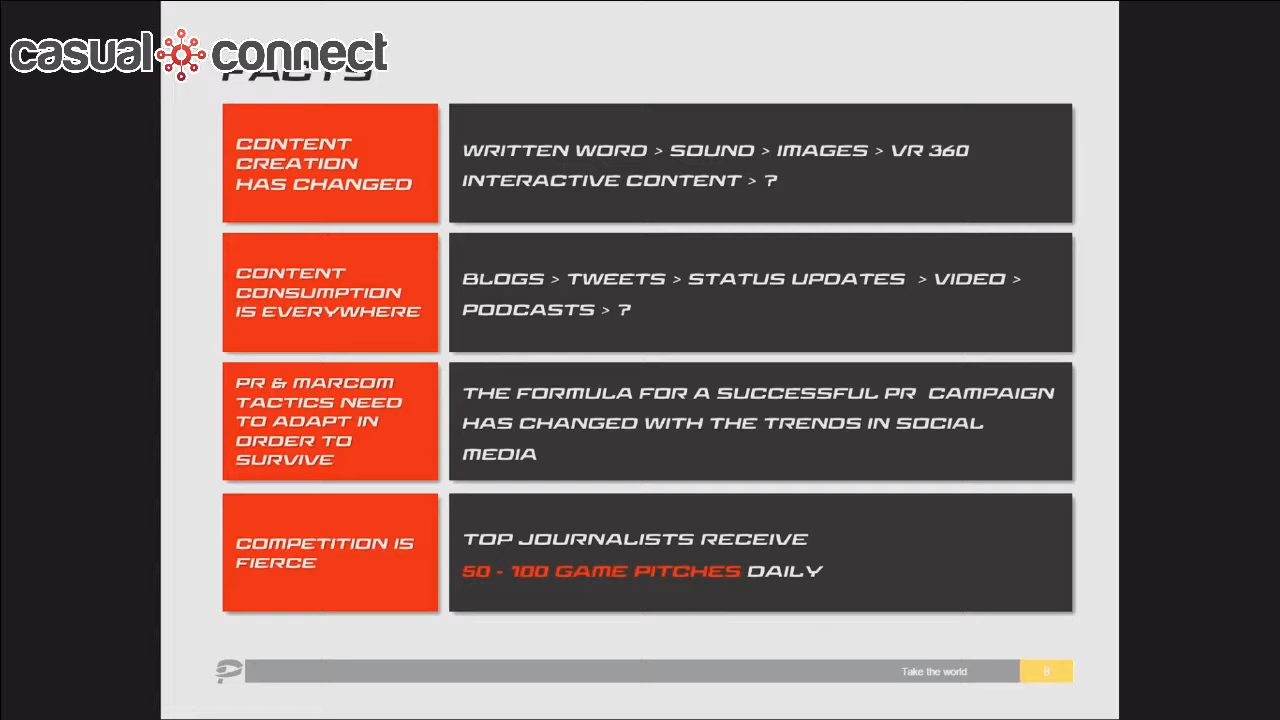 casual connect
FACTS
CONTENT
CREATION
HAS CHANGED
WRITTEN WORD > SOUND > IMAGES > VR 360
INTERACTIVE CONTENT > ?
CONTENT
CONSUMPTION
IS EVERYWHERE
BLOGS > TWEETS > STATUS UPDATES > VIDEO >
PODCASTS > ?
PR & MARCOM
TACTICS NEED
TO ADAPT IN
ORDER TO
SURVIVE
THE FORMULA FOR A SUCCESSFUL PR CAMPAIGN
HAS CHANGED WITH THE TRENDS IN SOCIAL
MEDIA
COMPETITION IS
FIERCE
TOP JOURNALISTS RECEIVE
50 - 100 GAME PITCHES DAILY
Take the world
8